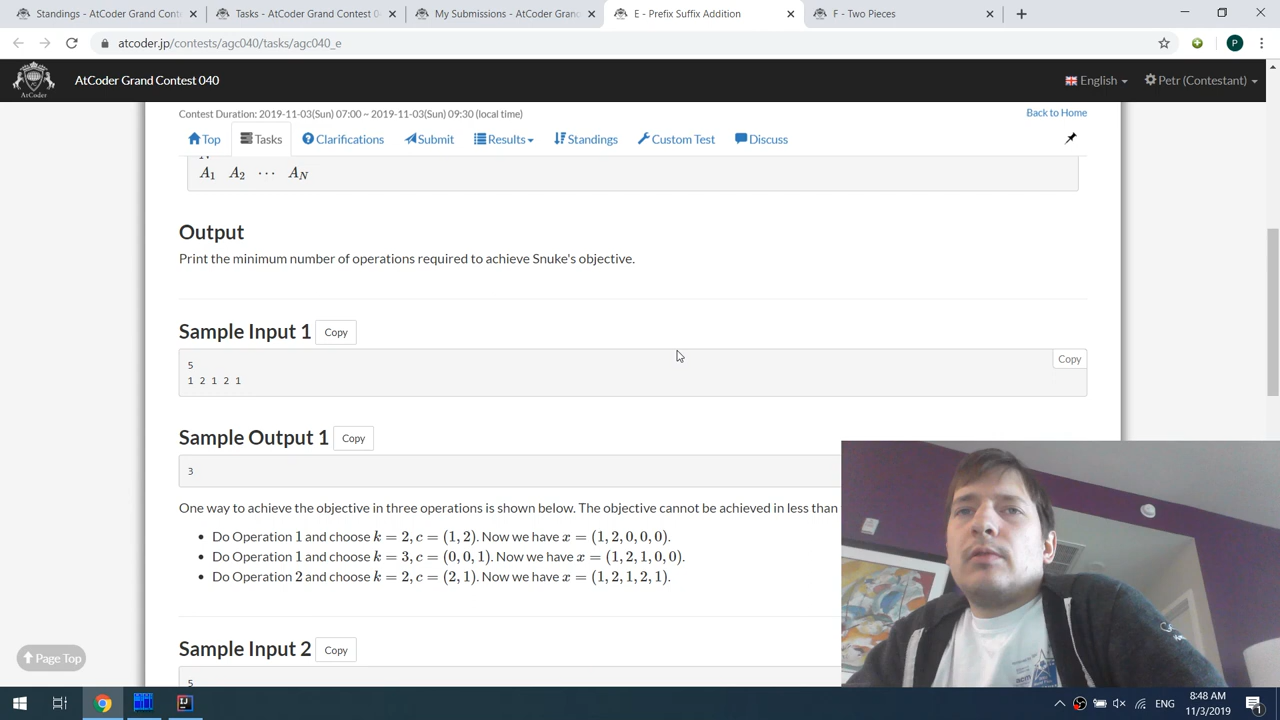 Standings - AtCoder Grand Cont
Tasks - AtCoder Grand Contest 0
My Submissions - AtCoder Gran
E - Prefix Suffix Addition
F - Two Pieces
atcoder.jp/contests/agc040/tasks/agc040_e
P
AtCoder
AtCoder Grand Contest 040
English
Petr (Contestant)
Contest Duration: 2019-11-03(Sun) 07:00 ~ 2019-11-03(Sun) 09:30 (local time)
Back to Home
Top
Tasks
Clarifications
Submit
Results
Standings
Custom Test
Discuss
N
A1 A2 ⋯ AN
Output
Print the minimum number of operations required to achieve Snuke's objective.
Sample Input 1
Copy
Copy
5
1 2 1 2 1
Sample Output 1
Copy
3
One way to achieve the objective in three operations is shown below. The objective cannot be achieved in less than
Do Operation 1 and choose k = 2, c = (1, 2). Now we have x = (1, 2, 0, 0, 0).
Do Operation 1 and choose k = 3, c = (0, 0, 1). Now we have x = (1, 2, 1, 0, 0).
Do Operation 2 and choose k = 2, c = (2, 1). Now we have x = (1, 2, 1, 2, 1).
Sample Input 2
Copy
5
Page Top
acm
ENG
8:48 AM
11/3/2019
1